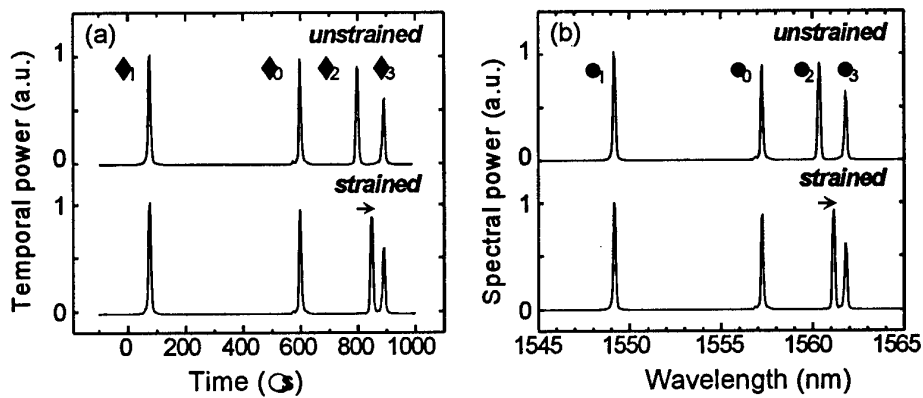 (a)
unstrained
1
0
1 0 2 3
strained
1
0
Temporal power (a.u.)
0 200 400 600 800 1000
Time (s)
(b)
unstrained
1
0
1 0 2 3
strained
1
0
Spectral power (a.u.)
1545 1550 1555 1560 1565
Wavelength (nm)